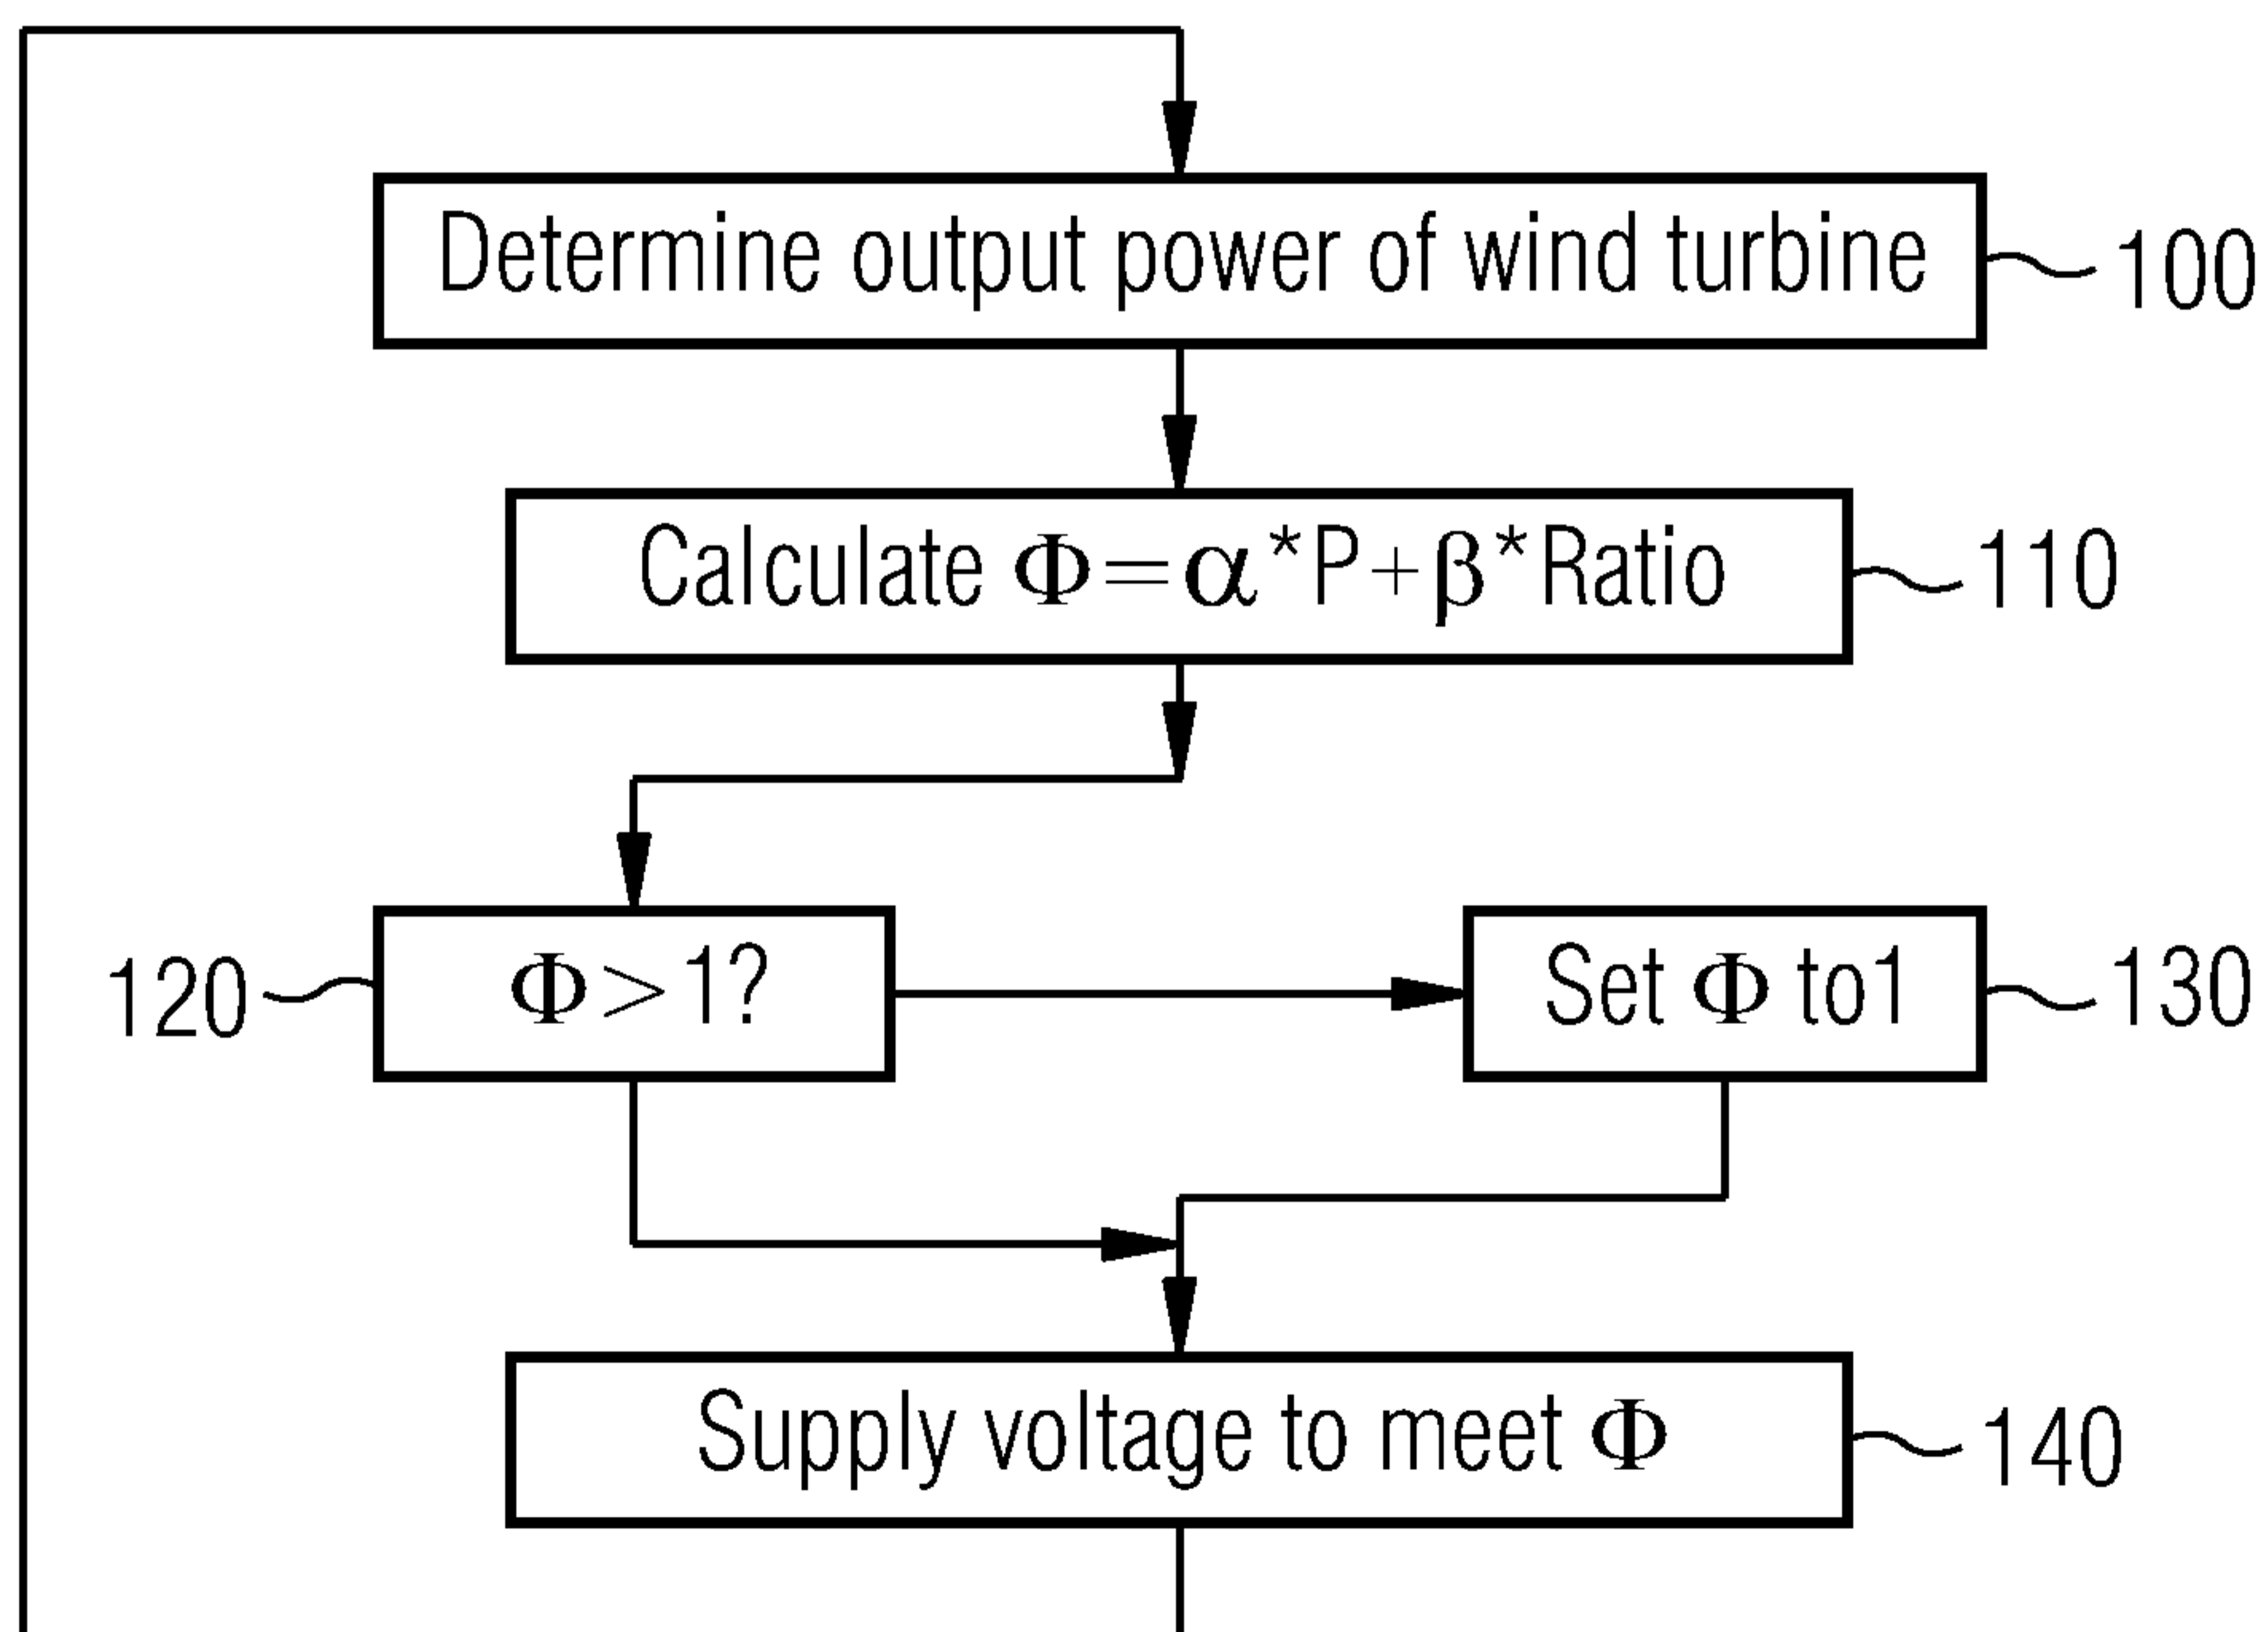 Determine output power of wind turbine
100
Calculate Φ=α*P+β*Ratio
110
120
Φ>1?
Set Φ to1
130
Supply voltage to meet Φ
140